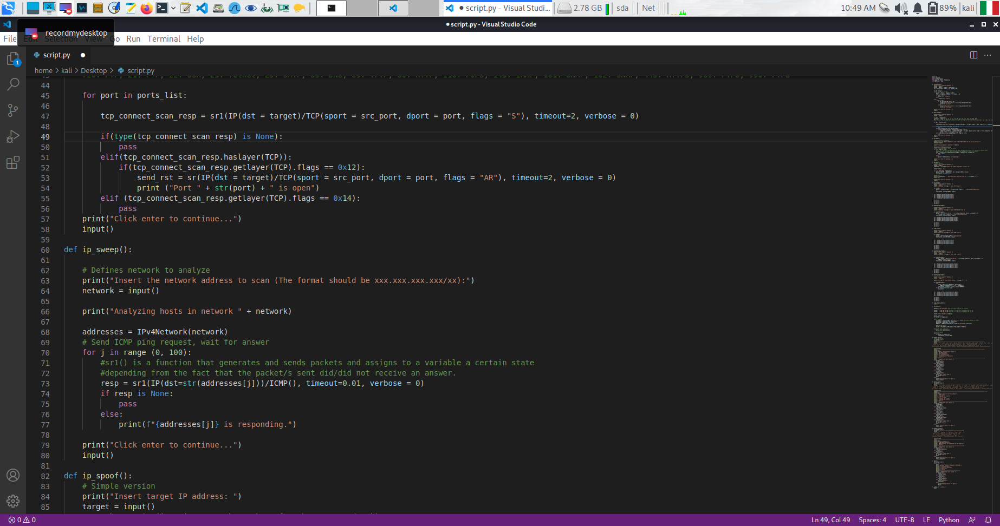 script.py - Visual Studi...
2.78 GB
sda
Net
10:49 AM
89%
kali
script.py - Visual Studio Code
recordmydesktop
File Edit Selection View Go Run Terminal Help
script.py
1
home > kali > Desktop > script.py
44
45 for port in ports_list:
46
47 tcp_connect_scan_resp = sr1(IP(dst = target)/TCP(sport = src_port, dport = port, flags = "S"), timeout=2, verbose = 0)
48
49 if(type(tcp_connect_scan_resp) is None):
50 pass
51 elif(tcp_connect_scan_resp.haslayer(TCP)):
52 if(tcp_connect_scan_resp.getlayer(TCP).flags == 0x12):
53 send_rst = sr(IP(dst = target)/TCP(sport = src_port, dport = port, flags = "AR"), timeout=2, verbose = 0)
54 print ("Port " + str(port) + " is open")
55 elif (tcp_connect_scan_resp.getlayer(TCP).flags == 0x14):
56 pass
57 print("Click enter to continue...")
58 input()
59
60 def ip_sweep():
61
62 # Defines network to analyze
63 print("Insert the network address to scan (The format should be xxx.xxx.xxx.xxx/xx):")
64 network = input()
65
66 print("Analyzing hosts in network " + network)
67
68 addresses = IPv4Network(network)
69 # Send ICMP ping request, wait for answer
70 for j in range (0, 100):
71 #sr1() is a function that generates and sends packets and assigns to a variable a certain state
72 #depending from the fact that the packet/s sent did/did not receive an answer.
73 resp = sr1(IP(dst=str(addresses[j]))/ICMP(), timeout=0.01, verbose = 0)
74 if resp is None:
75 pass
76 else:
77 print(f"{addresses[j]} is responding.")
78
79 print("Click enter to continue...")
80 input()
81
82 def ip_spoof():
83 # Simple version
84 print("Insert target IP address: ")
85 target = input()
0 0
Ln 49, Col 49 Spaces: 4 UTF-8 LF Python